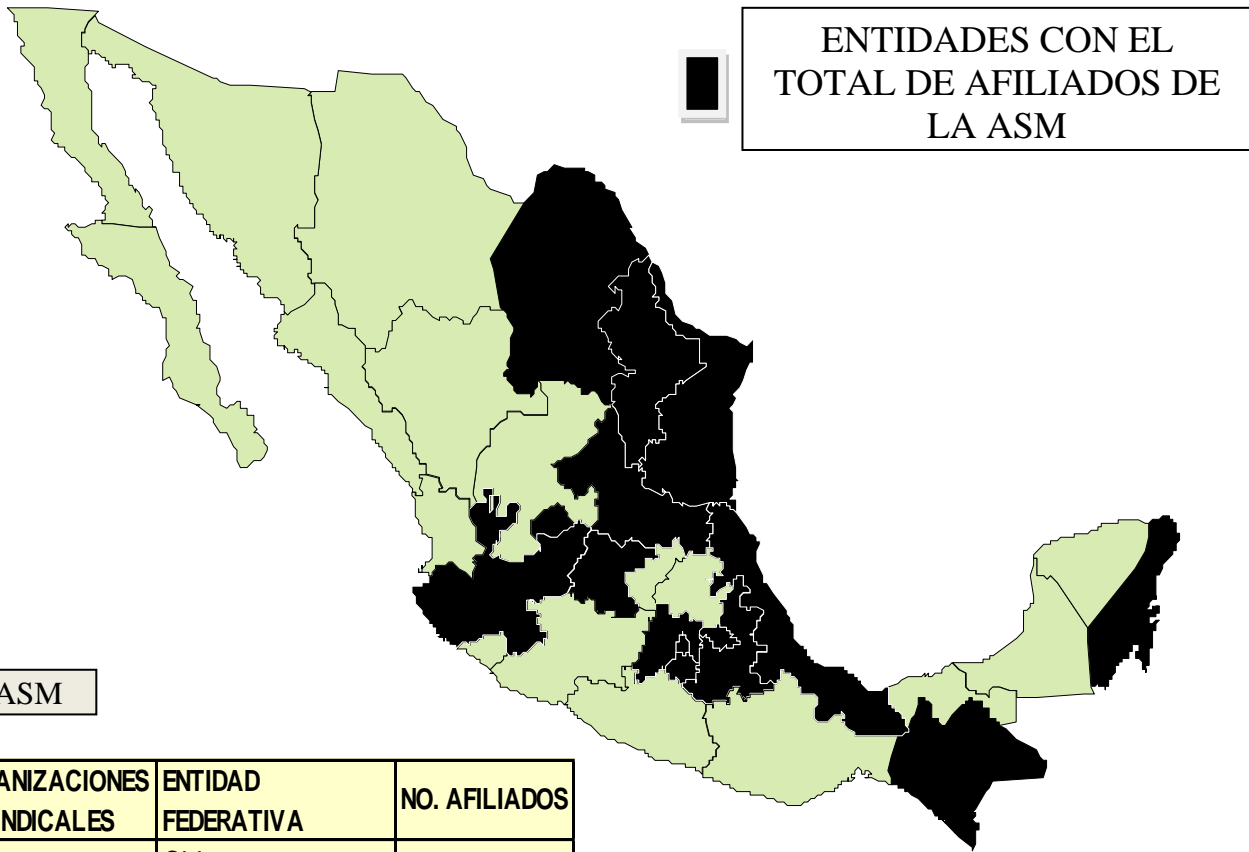 ENTIDADES CON EL
TOTAL DE AFILIADOS DE
LA ASM
ASM
ANIZACIONES ENTIDAD
NO. AFILIADOS
NDICALES FEDERATIVA